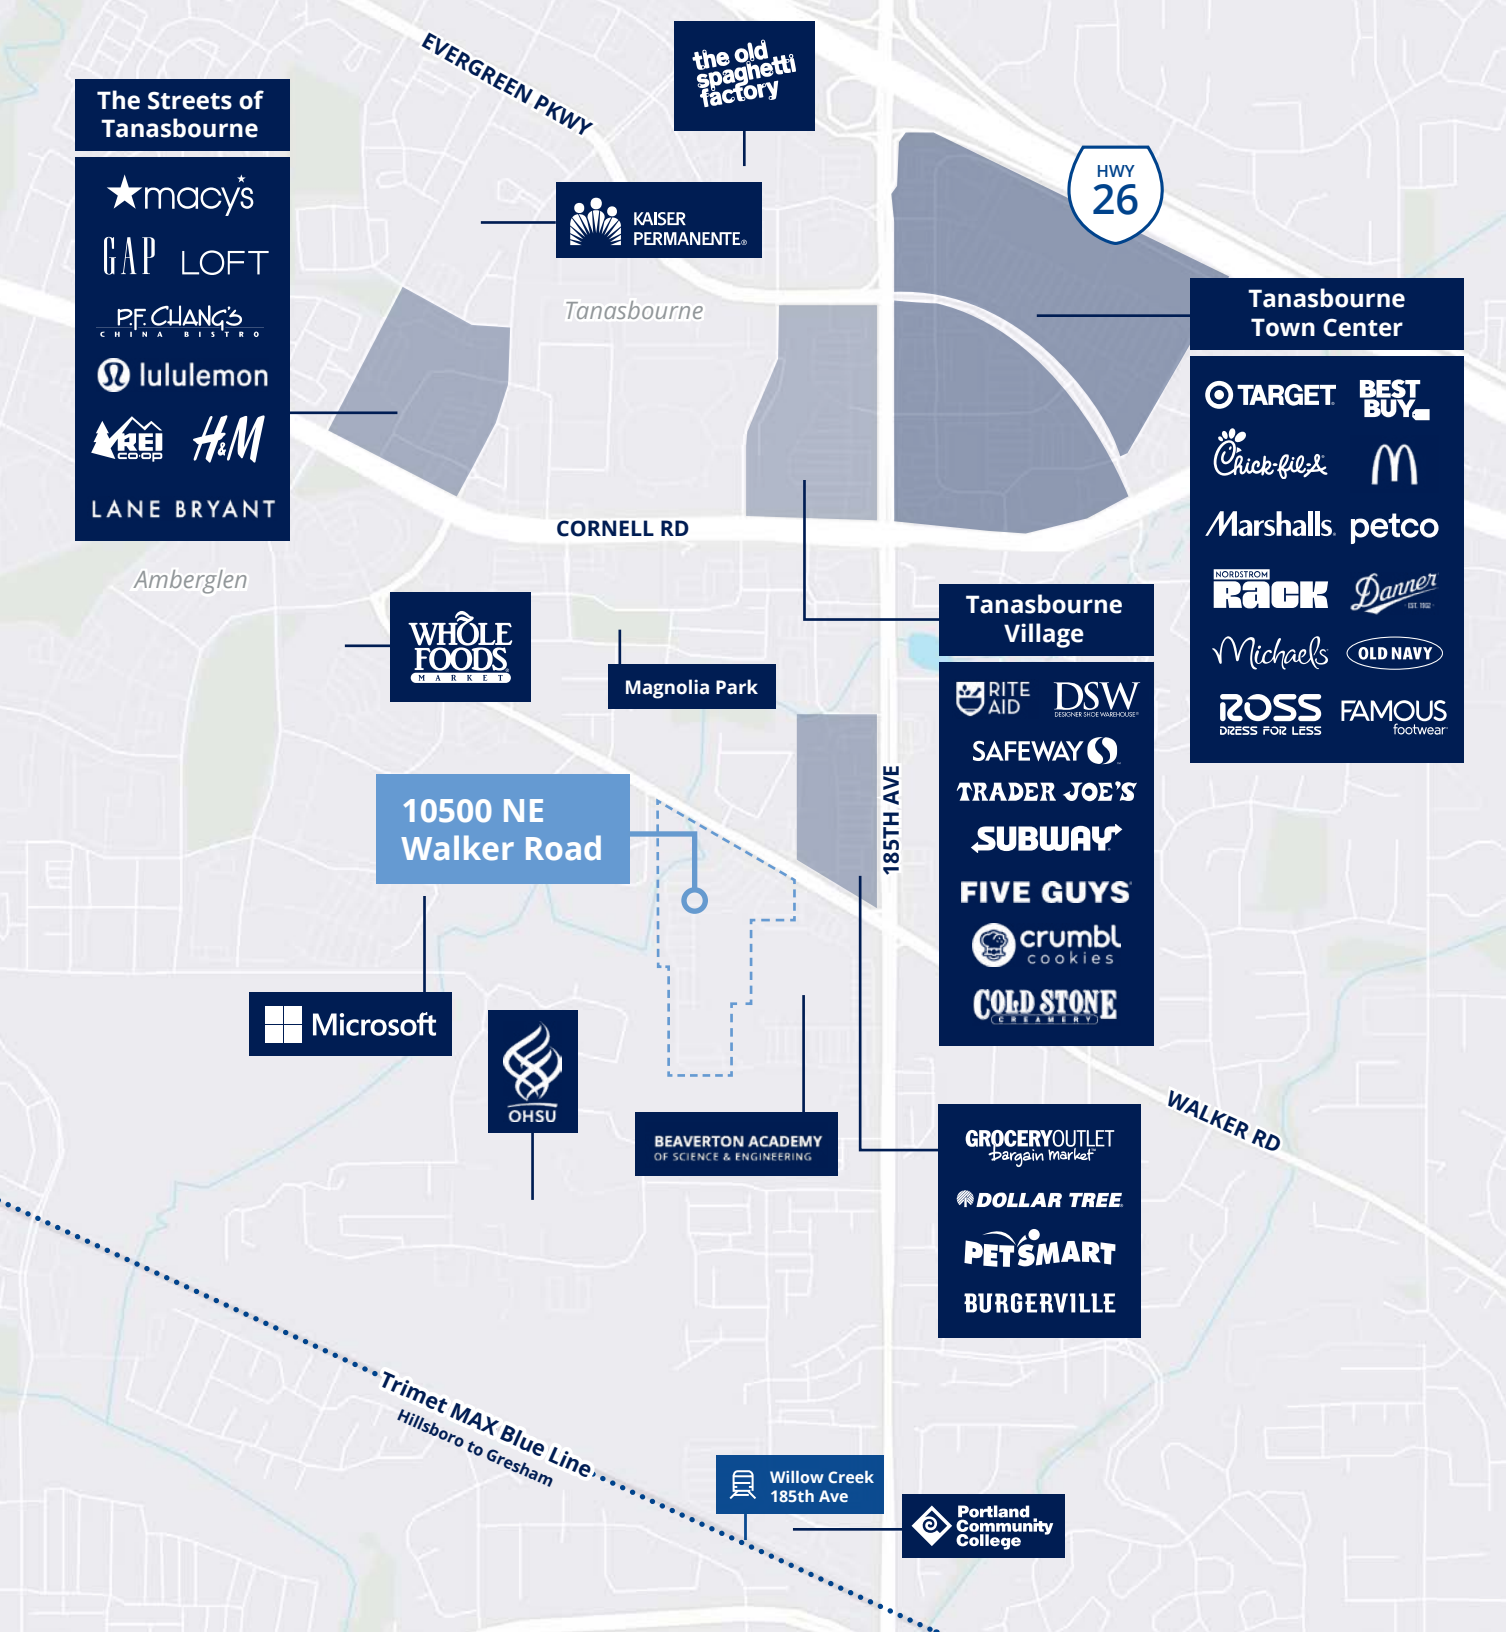 EVERGREEN PKWY
the old
spaghetti
factory
The Streets of
Tanasbourne
macy's
GAP LOFT
P.F. CHANG'S
CHINA BISTRO
lululemon
REI
co-op
H&M
LANE BRYANT
KAISER
PERMANENTE®
HWY
26
Tanasbourne
Tanasbourne
Town Center
TARGET
BEST
BUY
Chick-fil-A
M
Marshalls petco
NORDSTROM
RACK
Danner
EST. 1932
Michaels OLD NAVY
ROSS
DRESS FOR LESS
FAMOUS
footwear
CORNELL RD
Amberglen
WHOLE
FOODS
MARKET
Magnolia Park
Tanasbourne
Village
RITE
AID
DSW
DESIGNER SHOE WAREHOUSE®
SAFEWAY
TRADER JOE'S
SUBWAY
FIVE GUYS
crumbl
cookies
COLD STONE
CREAMERY
185TH AVE
10500 NE
Walker Road
Microsoft
OHSU
BEAVERTON ACADEMY
OF SCIENCE & ENGINEERING
WALKER RD
GROCERY OUTLET
bargain market
DOLLAR TREE
PETSMART
BURGERVILLE
Trimet MAX Blue Line
Hillsboro to Gresham
Willow Creek
185th Ave
Portland
Community
College